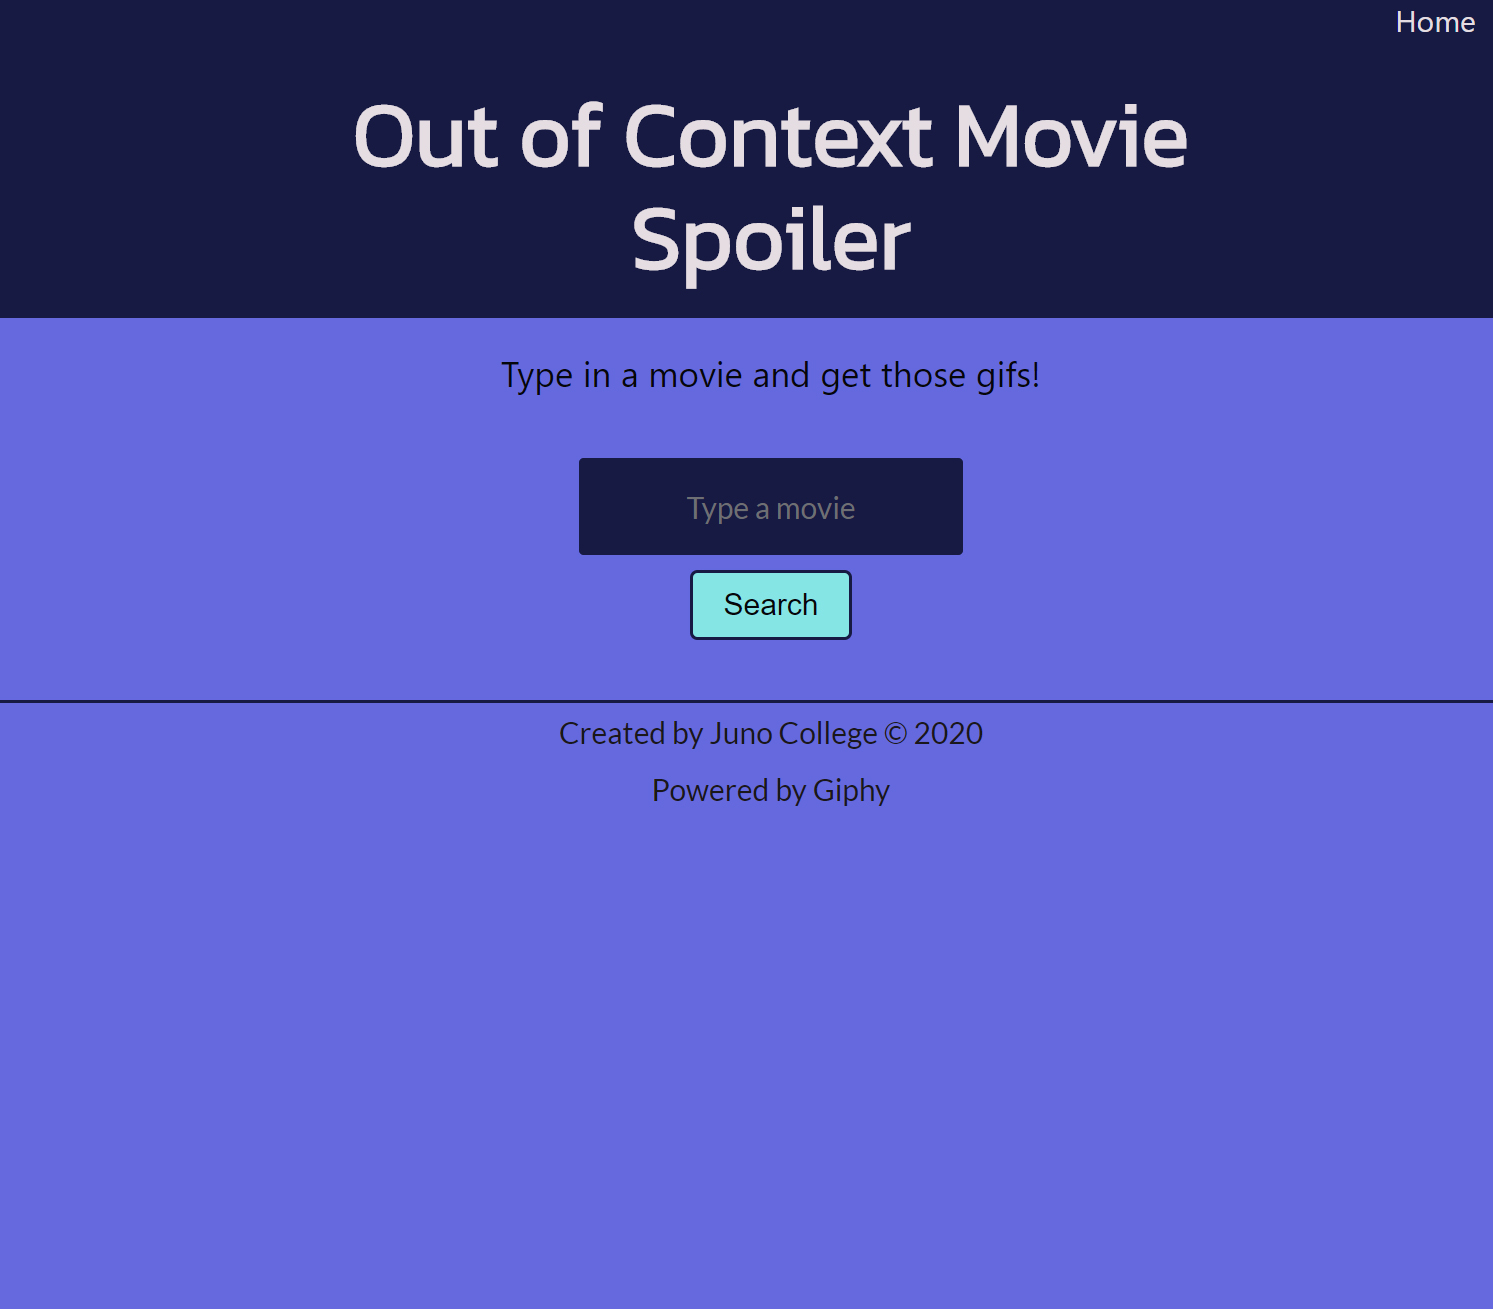 Home
Out of Context Movie
Spoiler
Type in a movie and get those gifs!
Type a movie
Search
Created by Juno College © 2020
Powered by Giphy